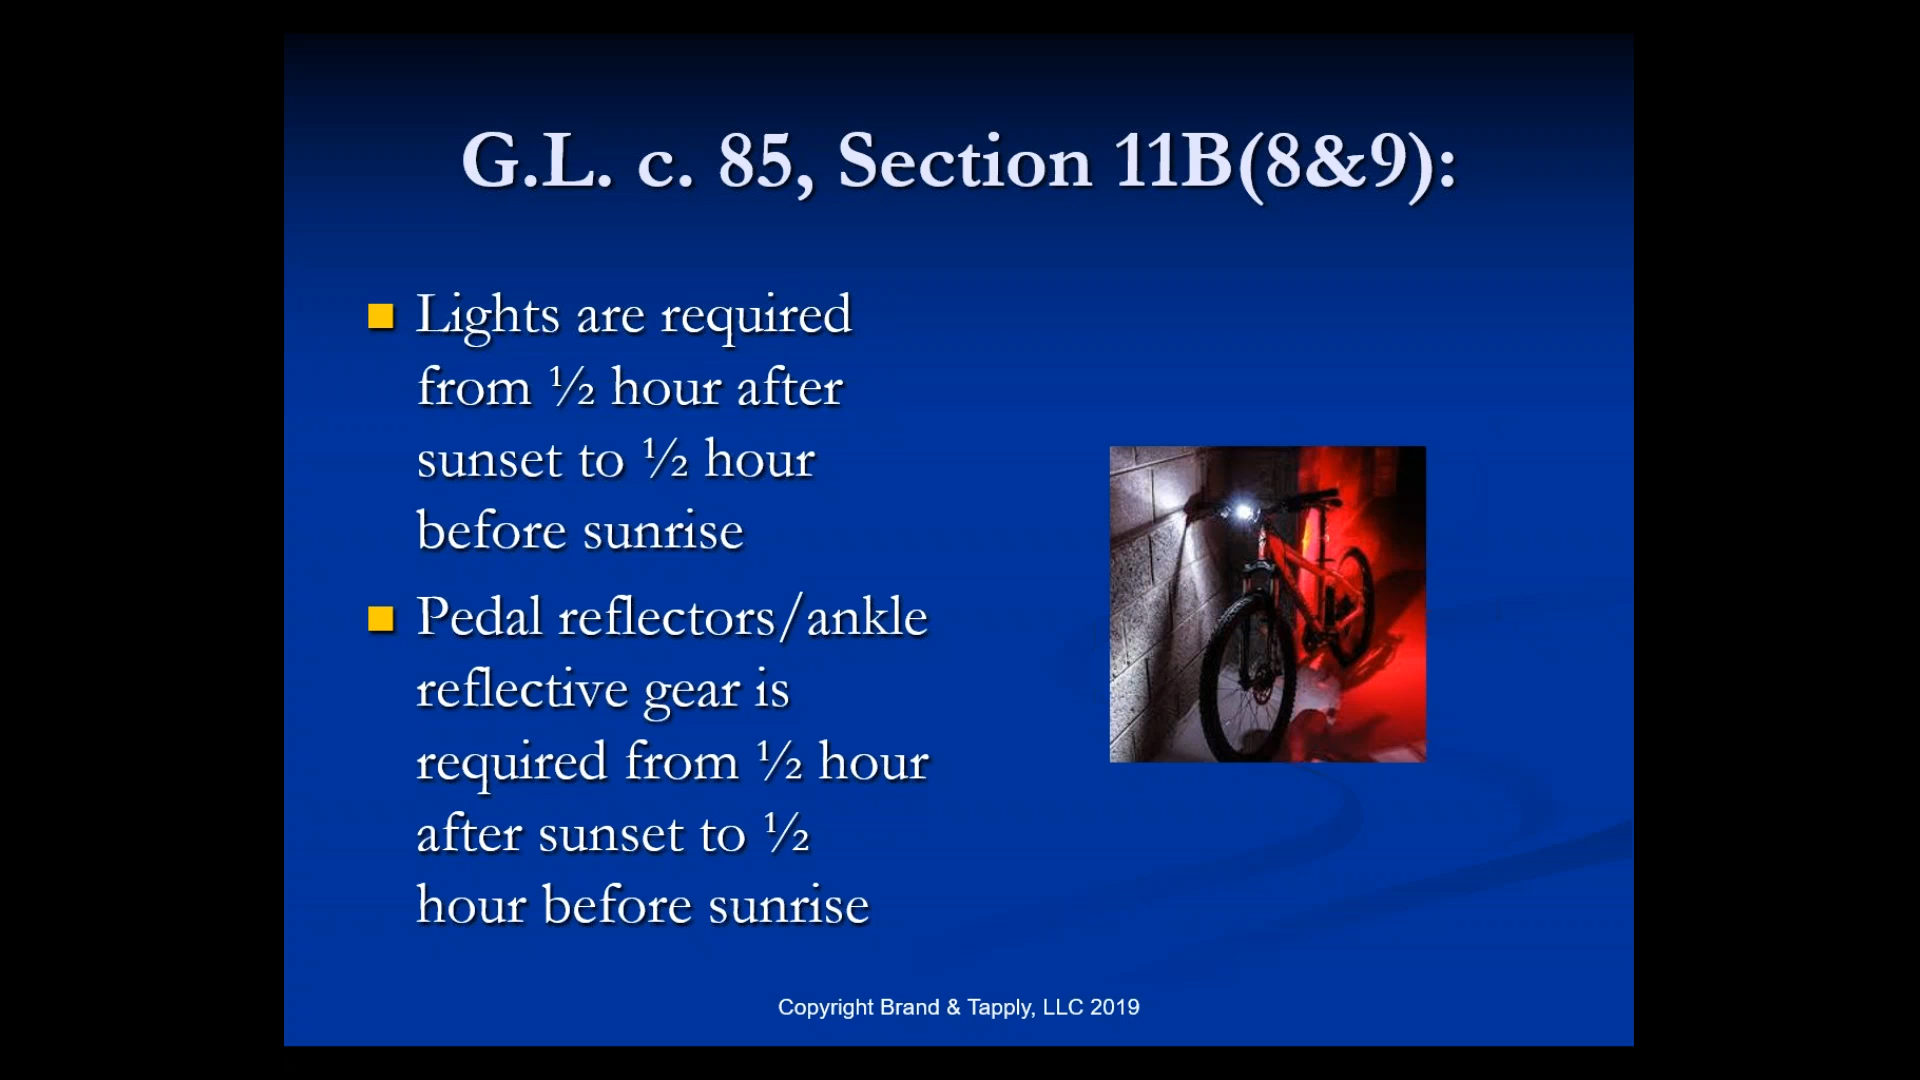 G.L. c. 85, Section 11B(8&9):
Lights are required
from ½ hour after
sunset to ½ hour
before sunrise
Pedal reflectors/ankle
reflective gear is
required from ½ hour
after sunset to ½
hour before sunrise
Copyright Brand & Tapply, LLC 2019